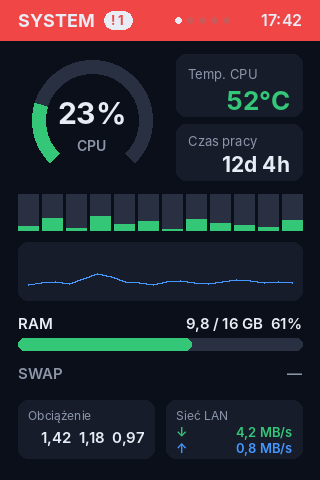 SYSTEM ! 1 17:42
Temp. CPU
52°C
23%
CPU
Czas pracy
12d 4h
RAM 9,8 / 16 GB 61%
SWAP —
Obciążenie
1,42 1,18 0,97
Sieć LAN
↓ 4,2 MB/s
↑ 0,8 MB/s